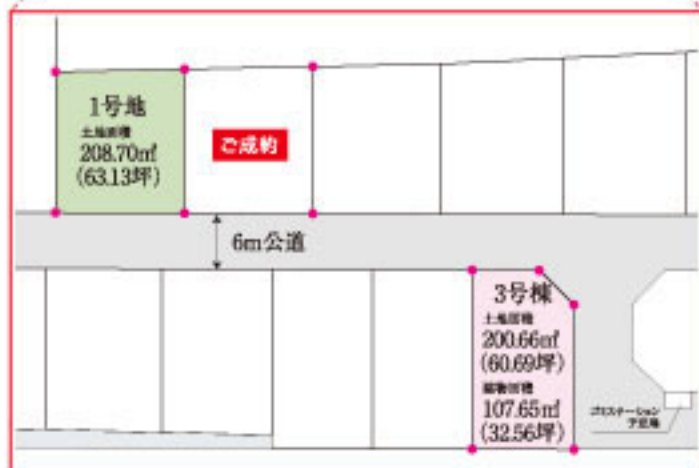 1号地
土地面積
208.70㎡
(63.13坪)
ご成約
6m公道
3号棟
土地面積
200.66㎡
(60.69坪)
建物面積
107.65㎡
(32.56坪)
ゴミステーション
予定地